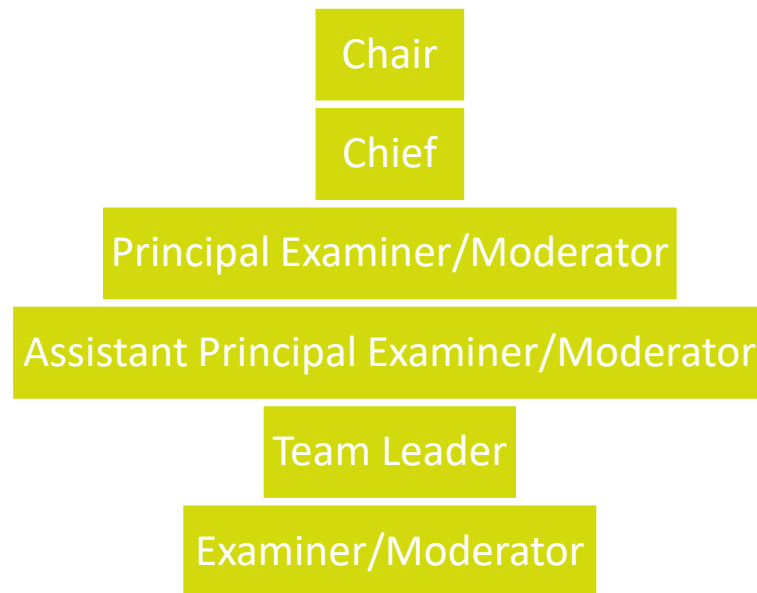 Chair
Chief
Principal Examiner/Moderator
Assistant Principal Examiner/Moderator
Team Leader
Examiner/Moderator